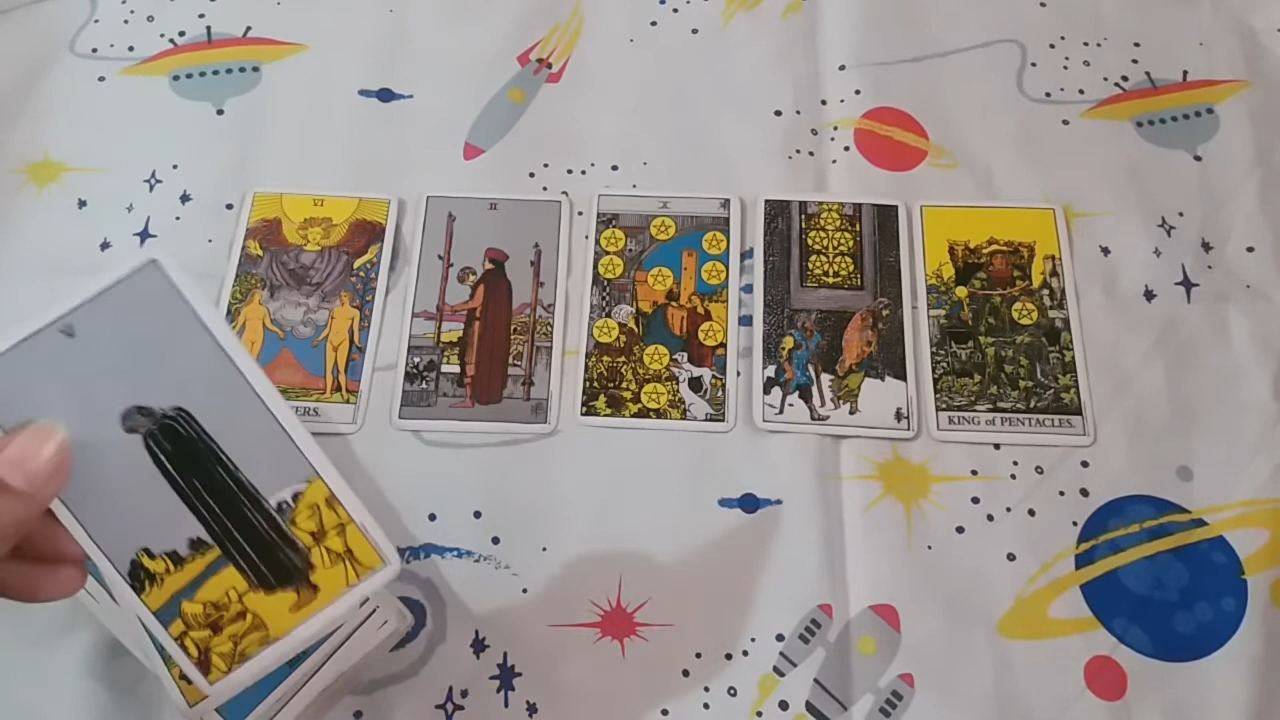 VI
II
X
ERS.
KING of PENTACLES.
V